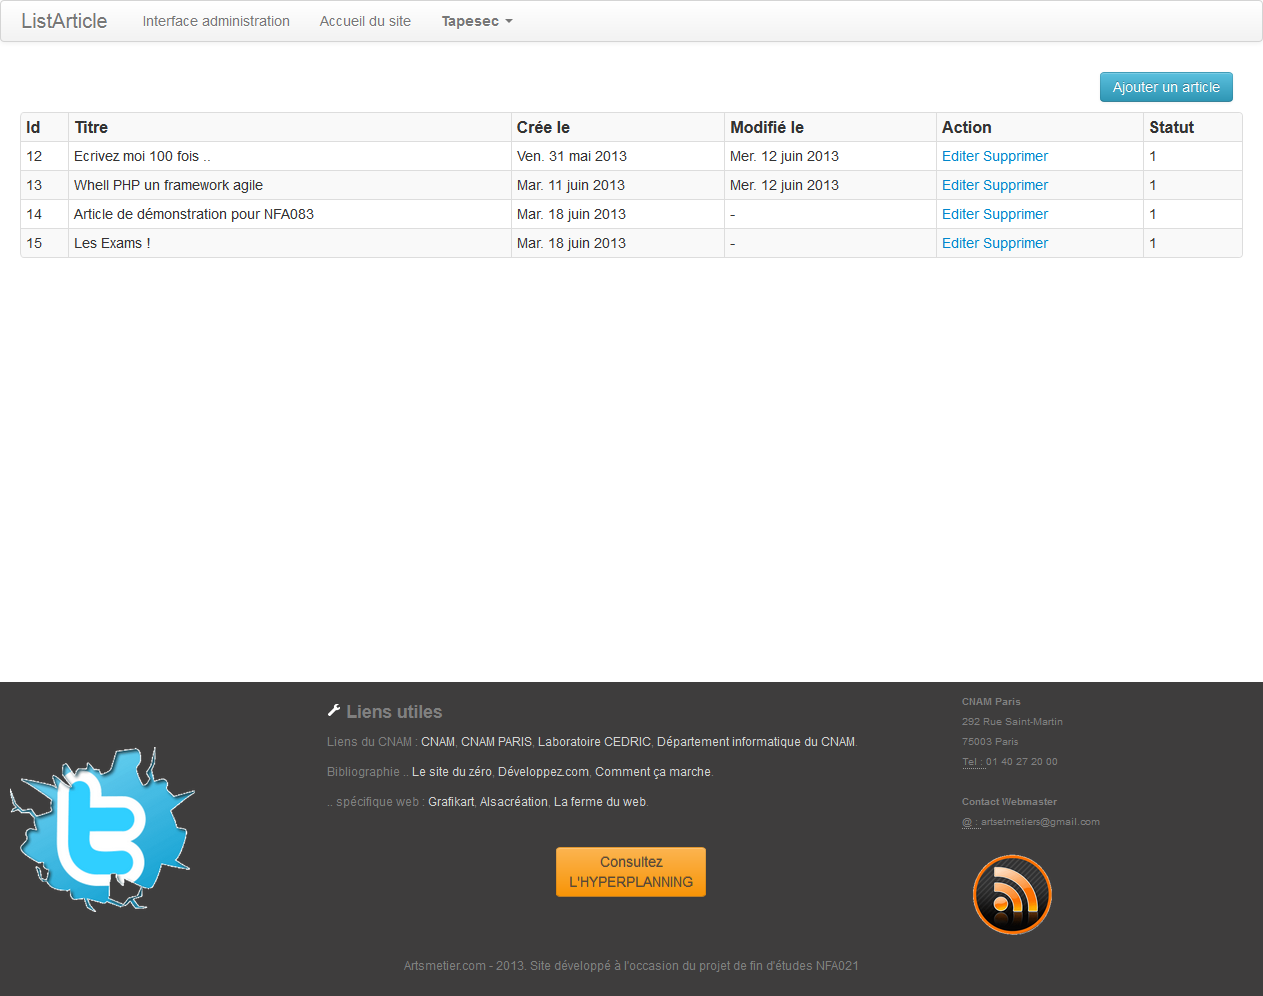 ListArticle Interface administration Accueil du site Tapesec
Ajouter un article
Id Titre Crée le Modifié le Action Statut
12 Ecrivez moi 100 fois .. Ven. 31 mai 2013 Mer. 12 juin 2013 Editer Supprimer 1
13 Whell PHP un framework agile Mar. 11 juin 2013 Mer. 12 juin 2013 Editer Supprimer 1
14 Article de démonstration pour NFA083 Mar. 18 juin 2013 - Editer Supprimer 1
15 Les Exams ! Mar. 18 juin 2013 - Editer Supprimer 1
Liens utiles
Liens du CNAM : CNAM, CNAM PARIS, Laboratoire CEDRIC, Département informatique du CNAM.
Bibliographie .. Le site du zéro, Développez.com, Comment ça marche.
.. spécifique web : Grafikart, Alsacréation, La ferme du web.
Consultez
L'HYPERPLANNING
CNAM Paris
292 Rue Saint-Martin
75003 Paris
Tel : 01 40 27 20 00
Contact Webmaster
@ : artsetmetiers@gmail.com
Artsmetier.com - 2013. Site développé à l'occasion du projet de fin d'études NFA021